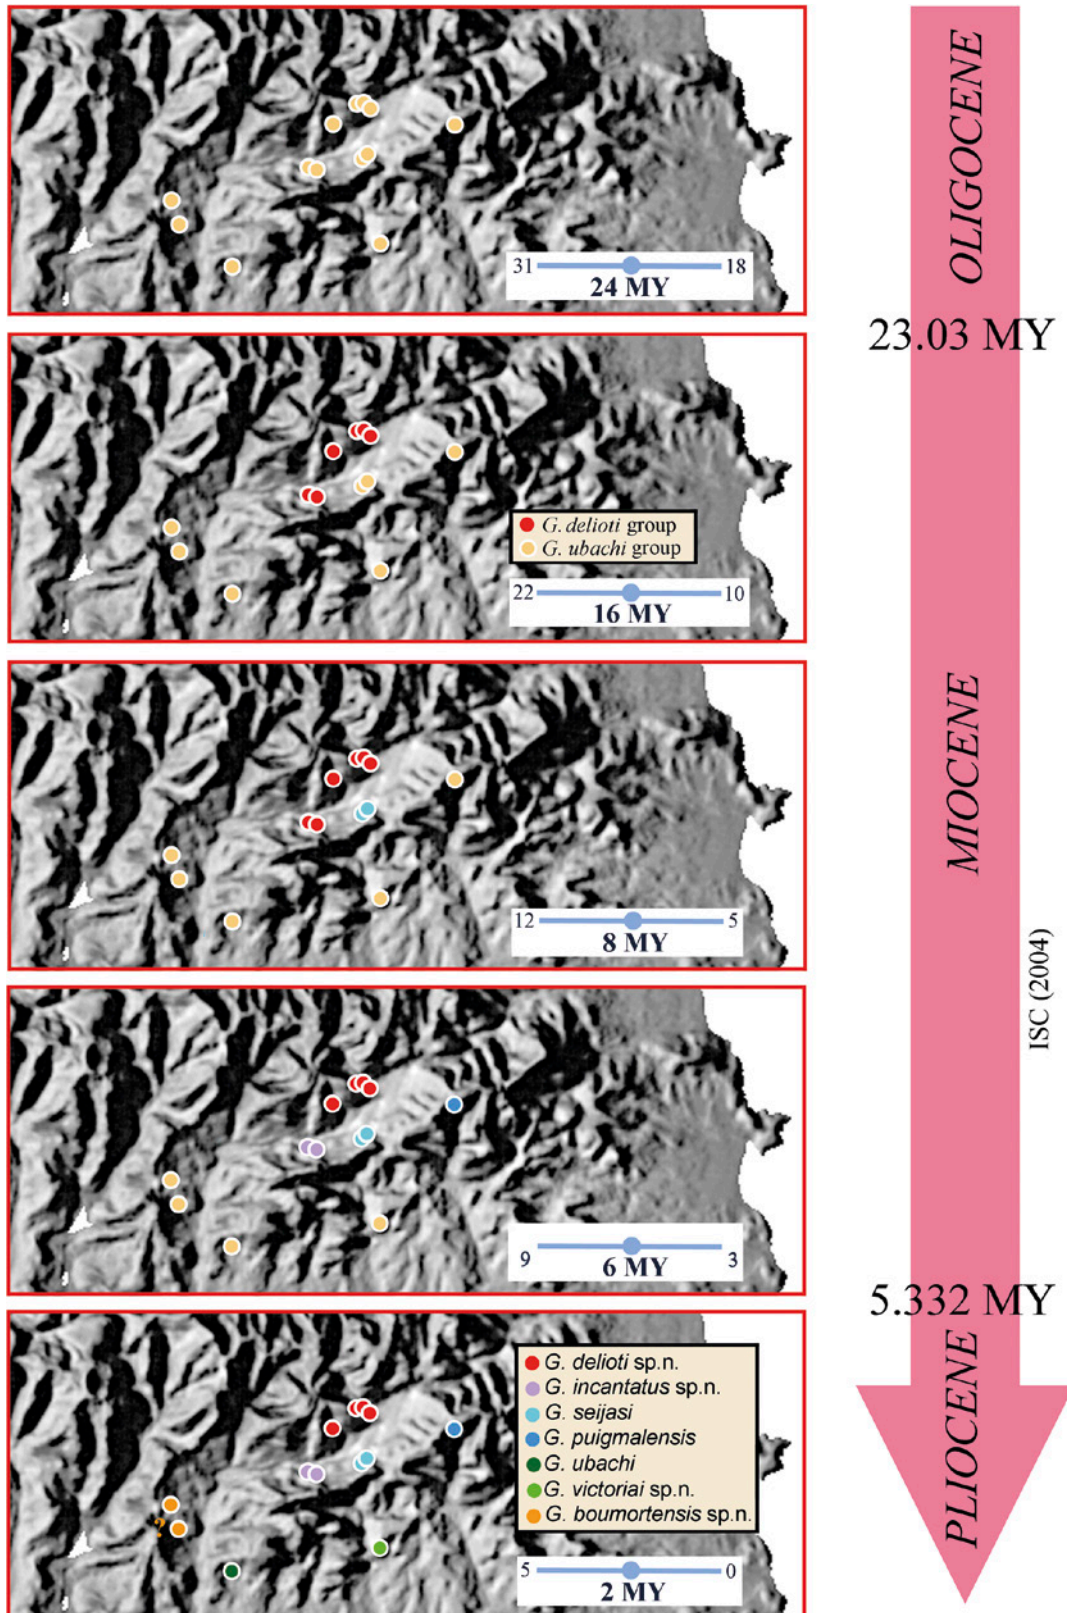 OLIGOCENE
31 18
24 MY
23.03 MY
G. delioti group
G. ubachi group
22 10
16 MY
MIOCENE
12 5
8 MY
ISC (2004)
9 3
6 MY
5.332 MY
G. delioti sp.n.
G. incantatus sp.n.
G. seijasi
G. puigmalensis
G. ubachi
G. victoriai sp.n.
G. boumortensis sp.n.
?
5 0
2 MY
PLIOCENE